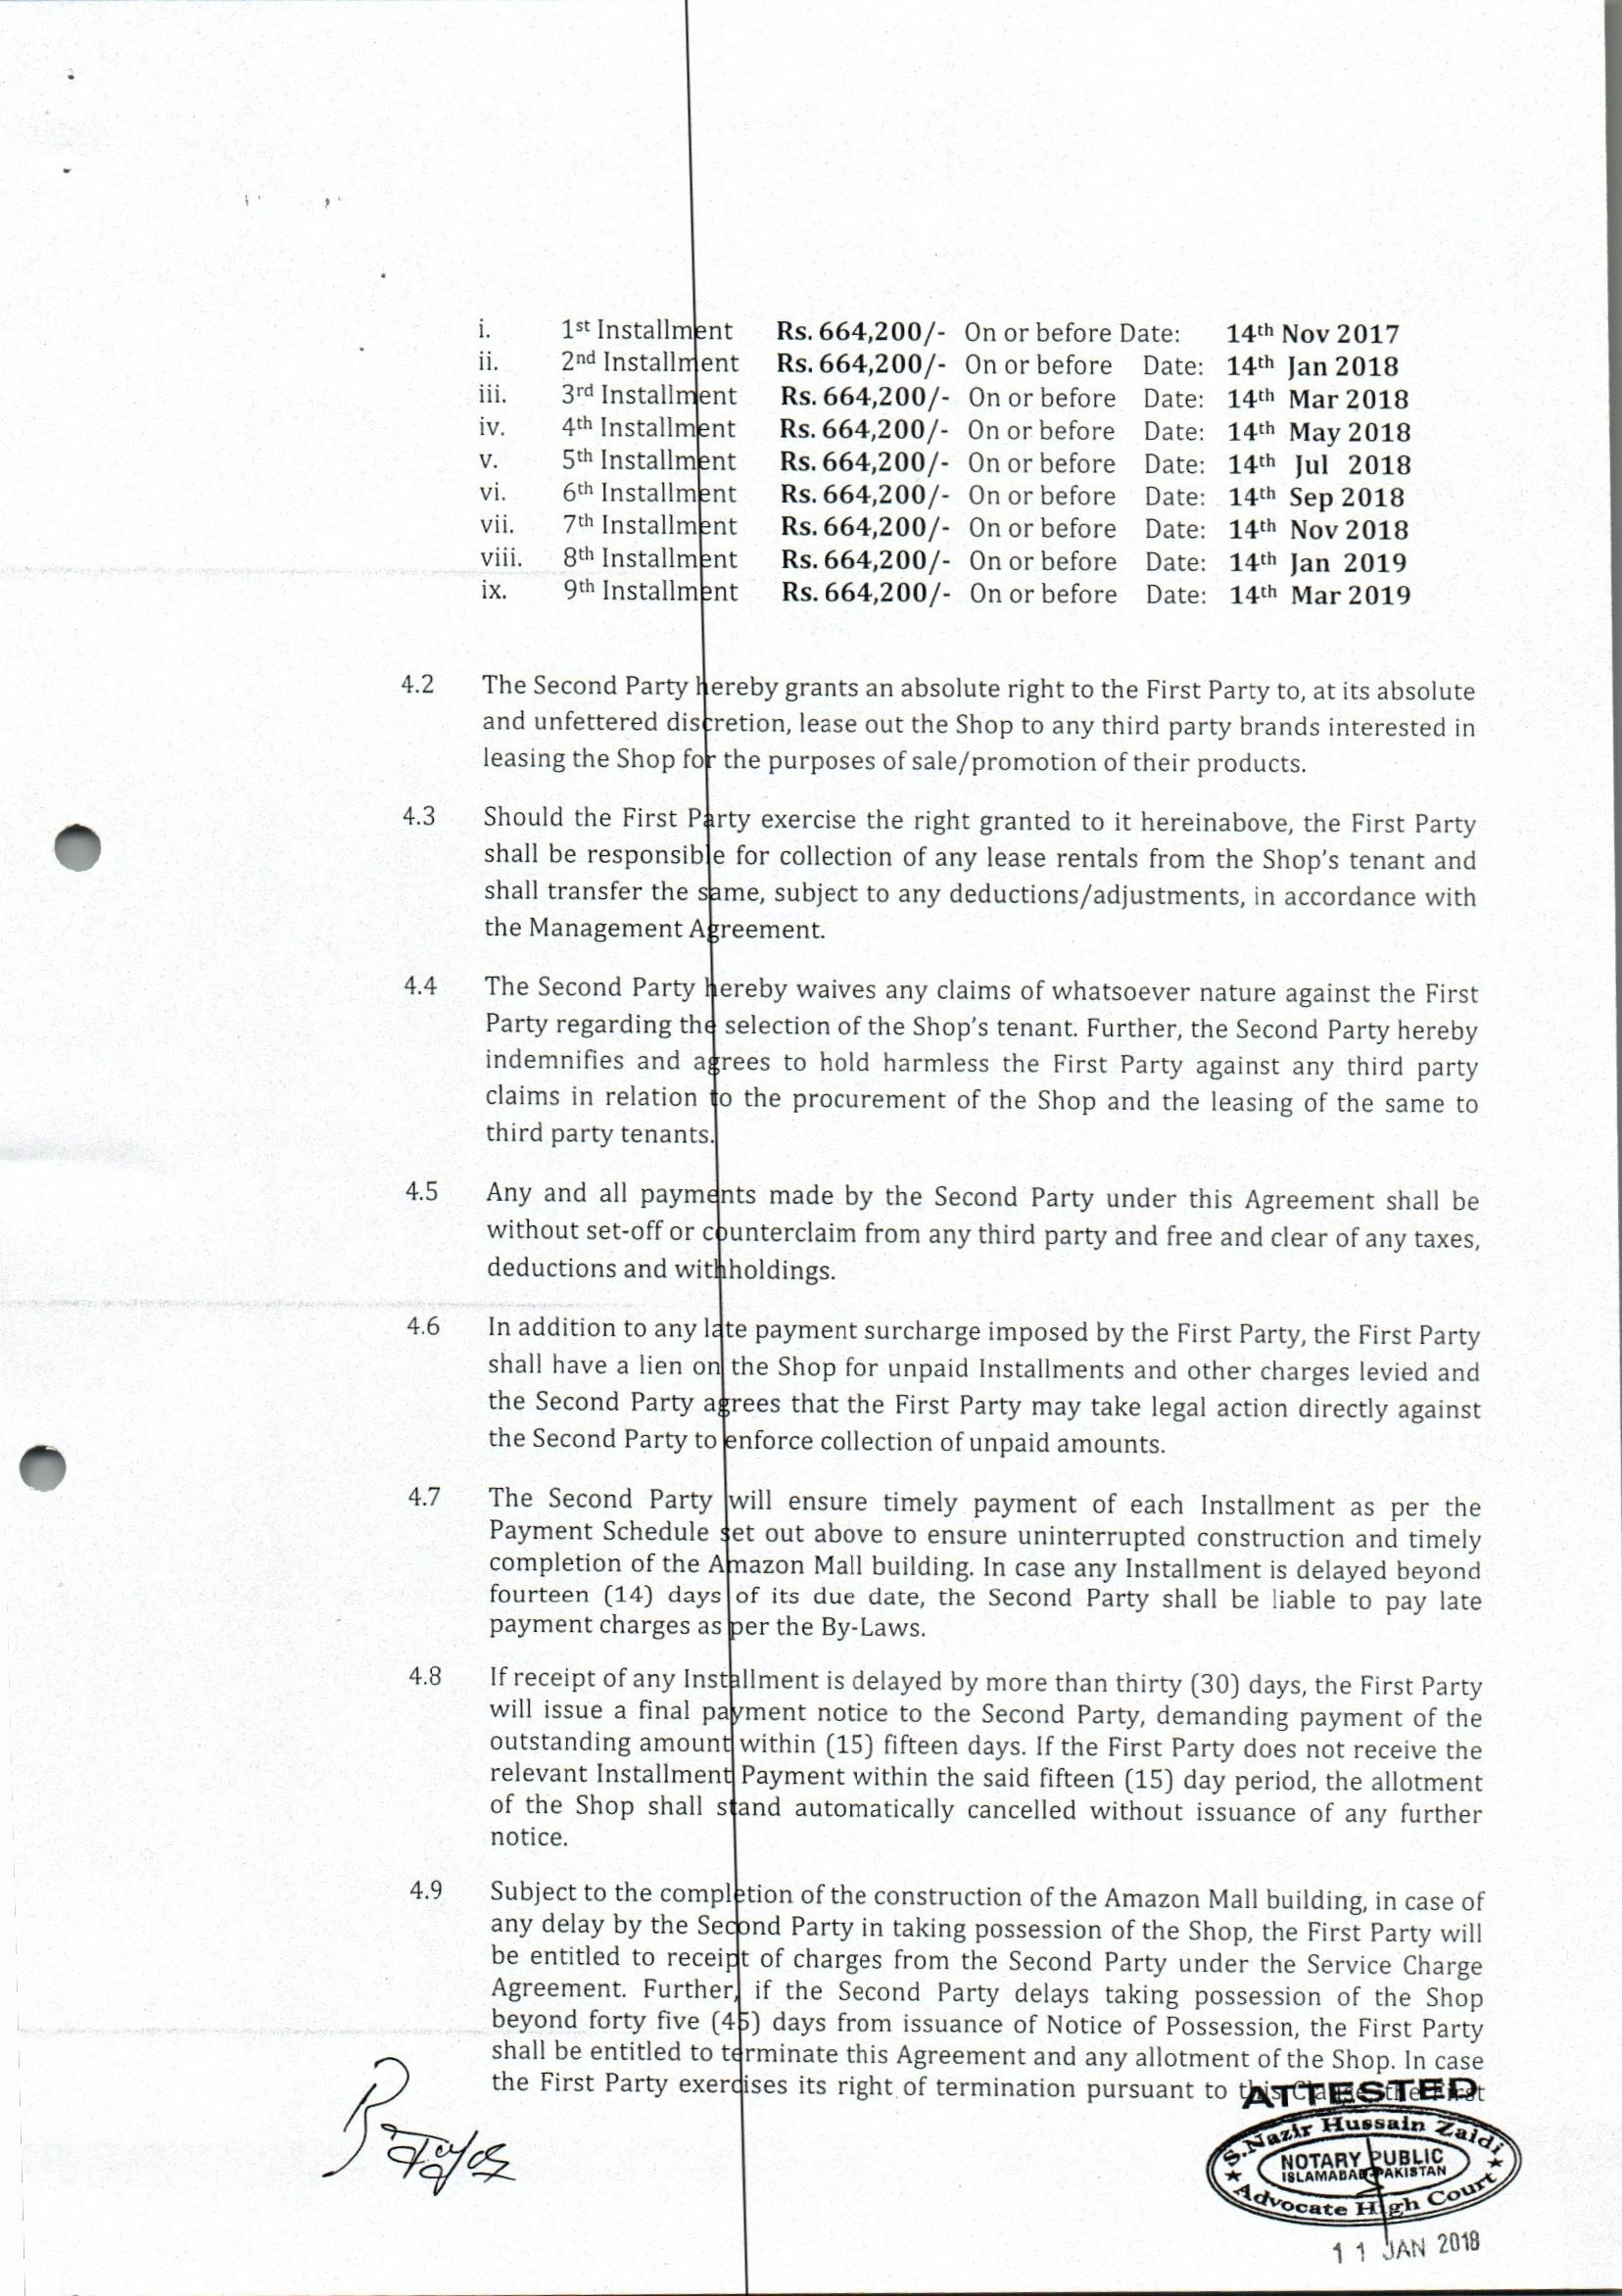 i. 1st Installment Rs. 664,200/- On or before Date: 14th Nov 2017
ii. 2nd Installment Rs. 664,200/- On or before Date: 14th Jan 2018
iii. 3rd Installment Rs. 664,200/- On or before Date: 14th Mar 2018
iv. 4th Installment Rs. 664,200/- On or before Date: 14th May 2018
v. 5th Installment Rs. 664,200/- On or before Date: 14th Jul 2018
vi. 6th Installment Rs. 664,200/- On or before Date: 14th Sep 2018
vii. 7th Installment Rs. 664,200/- On or before Date: 14th Nov 2018
viii. 8th Installment Rs. 664,200/- On or before Date: 14th Jan 2019
ix. 9th Installment Rs. 664,200/- On or before Date: 14th Mar 2019
4.2 The Second Party hereby grants an absolute right to the First Party to, at its absolute
and unfettered discretion, lease out the Shop to any third party brands interested in
leasing the Shop for the purposes of sale/promotion of their products.
4.3 Should the First Party exercise the right granted to it hereinabove, the First Party
shall be responsible for collection of any lease rentals from the Shop's tenant and
shall transfer the same, subject to any deductions/adjustments, in accordance with
the Management Agreement.
4.4 The Second Party hereby waives any claims of whatsoever nature against the First
Party regarding the selection of the Shop's tenant. Further, the Second Party hereby
indemnifies and agrees to hold harmless the First Party against any third party
claims in relation to the procurement of the Shop and the leasing of the same to
third party tenants.
4.5 Any and all payments made by the Second Party under this Agreement shall be
without set-off or counterclaim from any third party and free and clear of any taxes,
deductions and withholdings.
4.6 In addition to any late payment surcharge imposed by the First Party, the First Party
shall have a lien on the Shop for unpaid Installments and other charges levied and
the Second Party agrees that the First Party may take legal action directly against
the Second Party to enforce collection of unpaid amounts.
4.7 The Second Party will ensure timely payment of each Installment as per the
Payment Schedule set out above to ensure uninterrupted construction and timely
completion of the Amazon Mall building. In case any Installment is delayed beyond
fourteen (14) days of its due date, the Second Party shall be liable to pay late
payment charges as per the By-Laws.
4.8 If receipt of any Installment is delayed by more than thirty (30) days, the First Party
will issue a final payment notice to the Second Party, demanding payment of the
outstanding amount within (15) fifteen days. If the First Party does not receive the
relevant Installment Payment within the said fifteen (15) day period, the allotment
of the Shop shall stand automatically cancelled without issuance of any further
notice.
4.9 Subject to the completion of the construction of the Amazon Mall building, in case of
any delay by the Second Party in taking possession of the Shop, the First Party will
be entitled to receipt of charges from the Second Party under the Service Charge
Agreement. Further, if the Second Party delays taking possession of the Shop
beyond forty five (45) days from issuance of Notice of Possession, the First Party
shall be entitled to terminate this Agreement and any allotment of the Shop. In case
the First Party exercises its right of termination pursuant to this Clause, the First
ATTESTED
S. Nazir Hussain Zaidi
NOTARY PUBLIC
ISLAMABAD PAKISTAN
Advocate High Court
11 JAN 2018